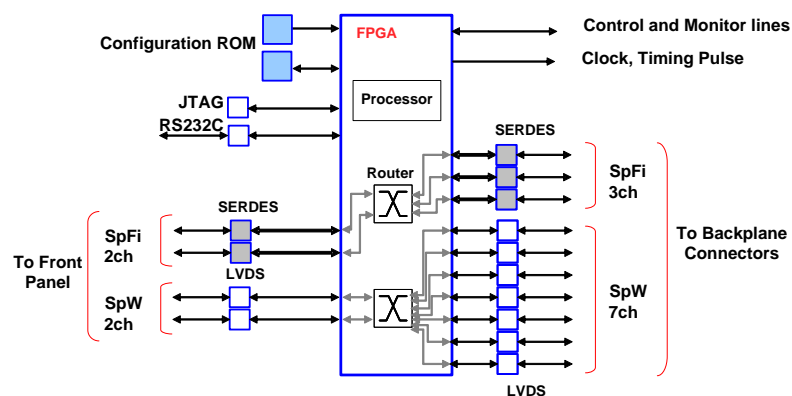 FPGA
Control and Monitor lines
Configuration ROM
Clock, Timing Pulse
JTAG
Processor
RS232C
SERDES
Router
SpFi
3ch
SERDES
SpFi
2ch
To Front
Panel
LVDS
SpW
2ch
To Backplane
Connectors
SpW
7ch
LVDS